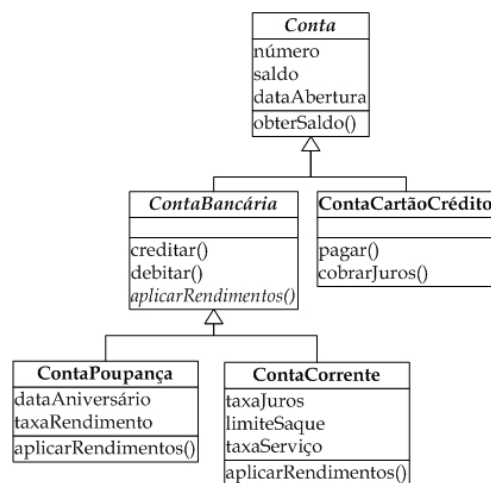 Conta
número
saldo
dataAbertura
obterSaldo()
ContaBancária
creditar()
debitar()
aplicarRendimentos()
ContaCartãoCrédito
pagar()
cobrarJuros()
ContaPoupança
dataAniversário
taxaRendimento
aplicarRendimentos()
ContaCorrente
taxaJuros
limiteSaque
taxaServiço
aplicarRendimentos()